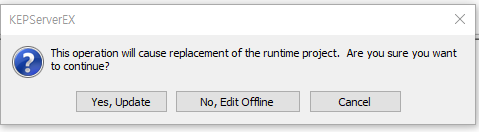 KEPServerEX
This operation will cause replacement of the runtime project.  Are you sure you want
to continue?
Yes, Update
No, Edit Offline
Cancel